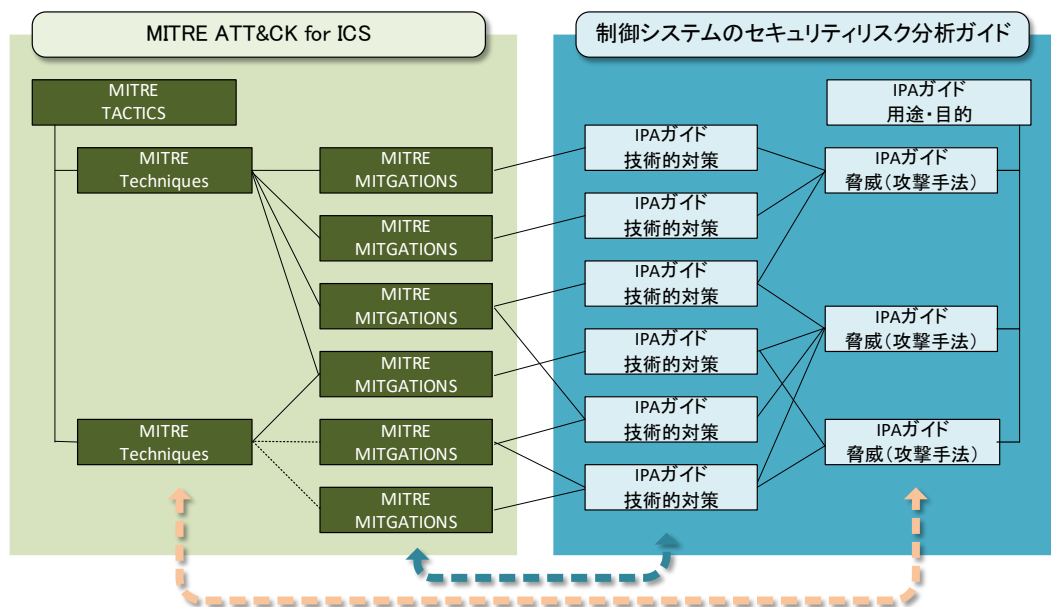 MITRE ATT&CK for ICS
MITRE
TACTICS
MITRE
Techniques
MITRE
Techniques
MITRE
MITGATIONS
MITRE
MITGATIONS
MITRE
MITGATIONS
MITRE
MITGATIONS
MITRE
MITGATIONS
MITRE
MITGATIONS
制御システムのセキュリティリスク分析ガイド
IPAガイド
技術的対策
IPAガイド
技術的対策
IPAガイド
技術的対策
IPAガイド
技術的対策
IPAガイド
技術的対策
IPAガイド
技術的対策
IPAガイド
用途・目的
IPAガイド
脅威(攻撃手法)
IPAガイド
脅威(攻撃手法)
IPAガイド
脅威(攻撃手法)